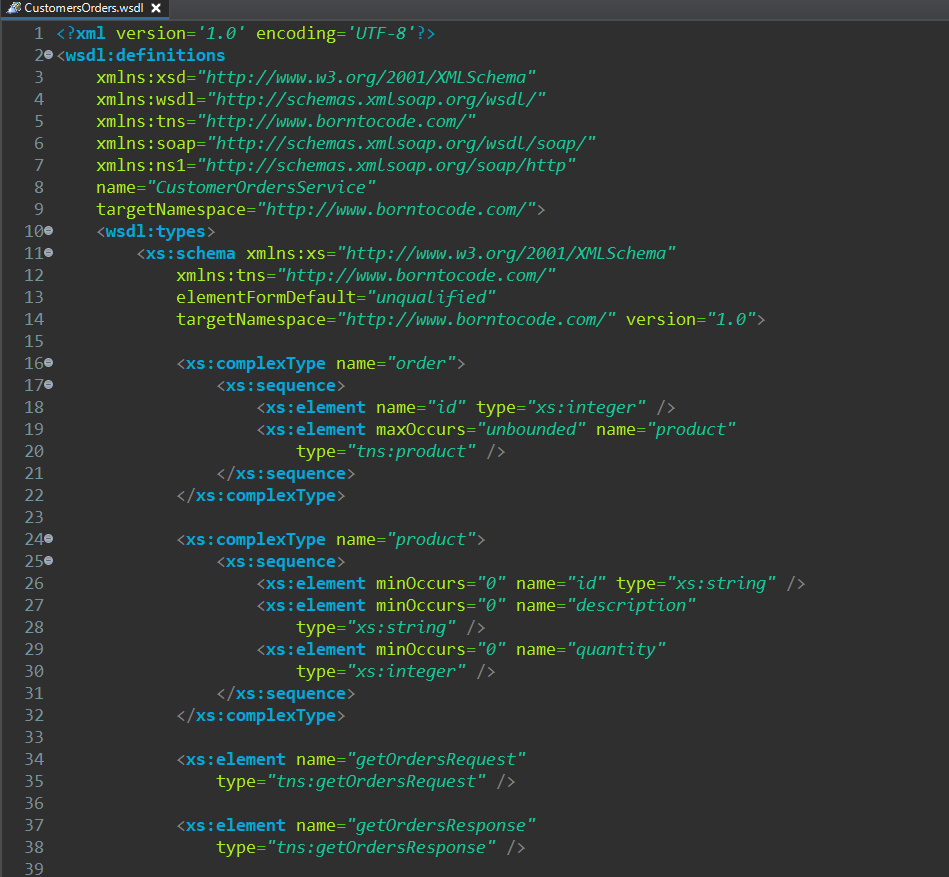 CustomersOrders.wsdl
1 <?xml version='1.0' encoding='UTF-8'?>
2 <wsdl:definitions
3 xmlns:xsd="http://www.w3.org/2001/XMLSchema"
4 xmlns:wsdl="http://schemas.xmlsoap.org/wsdl/"
5 xmlns:tns="http://www.borntocode.com/"
6 xmlns:soap="http://schemas.xmlsoap.org/wsdl/soap/"
7 xmlns:ns1="http://schemas.xmlsoap.org/soap/http"
8 name="CustomerOrdersService"
9 targetNamespace="http://www.borntocode.com/">
10 <wsdl:types>
11 <xs:schema xmlns:xs="http://www.w3.org/2001/XMLSchema"
12 xmlns:tns="http://www.borntocode.com/"
13 elementFormDefault="unqualified"
14 targetNamespace="http://www.borntocode.com/" version="1.0">
15
16 <xs:complexType name="order">
17 <xs:sequence>
18 <xs:element name="id" type="xs:integer" />
19 <xs:element maxOccurs="unbounded" name="product"
20 type="tns:product" />
21 </xs:sequence>
22 </xs:complexType>
23
24 <xs:complexType name="product">
25 <xs:sequence>
26 <xs:element minOccurs="0" name="id" type="xs:string" />
27 <xs:element minOccurs="0" name="description"
28 type="xs:string" />
29 <xs:element minOccurs="0" name="quantity"
30 type="xs:integer" />
31 </xs:sequence>
32 </xs:complexType>
33
34 <xs:element name="getOrdersRequest"
35 type="tns:getOrdersRequest" />
36
37 <xs:element name="getOrdersResponse"
38 type="tns:getOrdersResponse" />
39